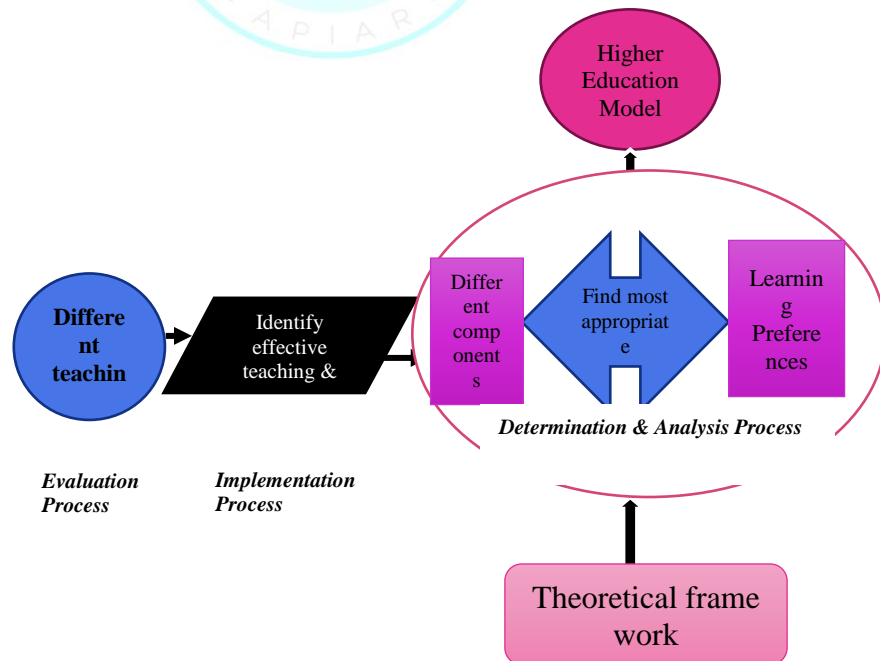 APIAR
Higher
Education
Model
Differe
nt
teachin
Identify
effective
teaching &
Differ
ent
comp
onent
s
Find most
appropriat
e
Learnin
g
Prefere
nces
Determination & Analysis Process
Evaluation
Process
Implementation
Process
Theoretical frame
work